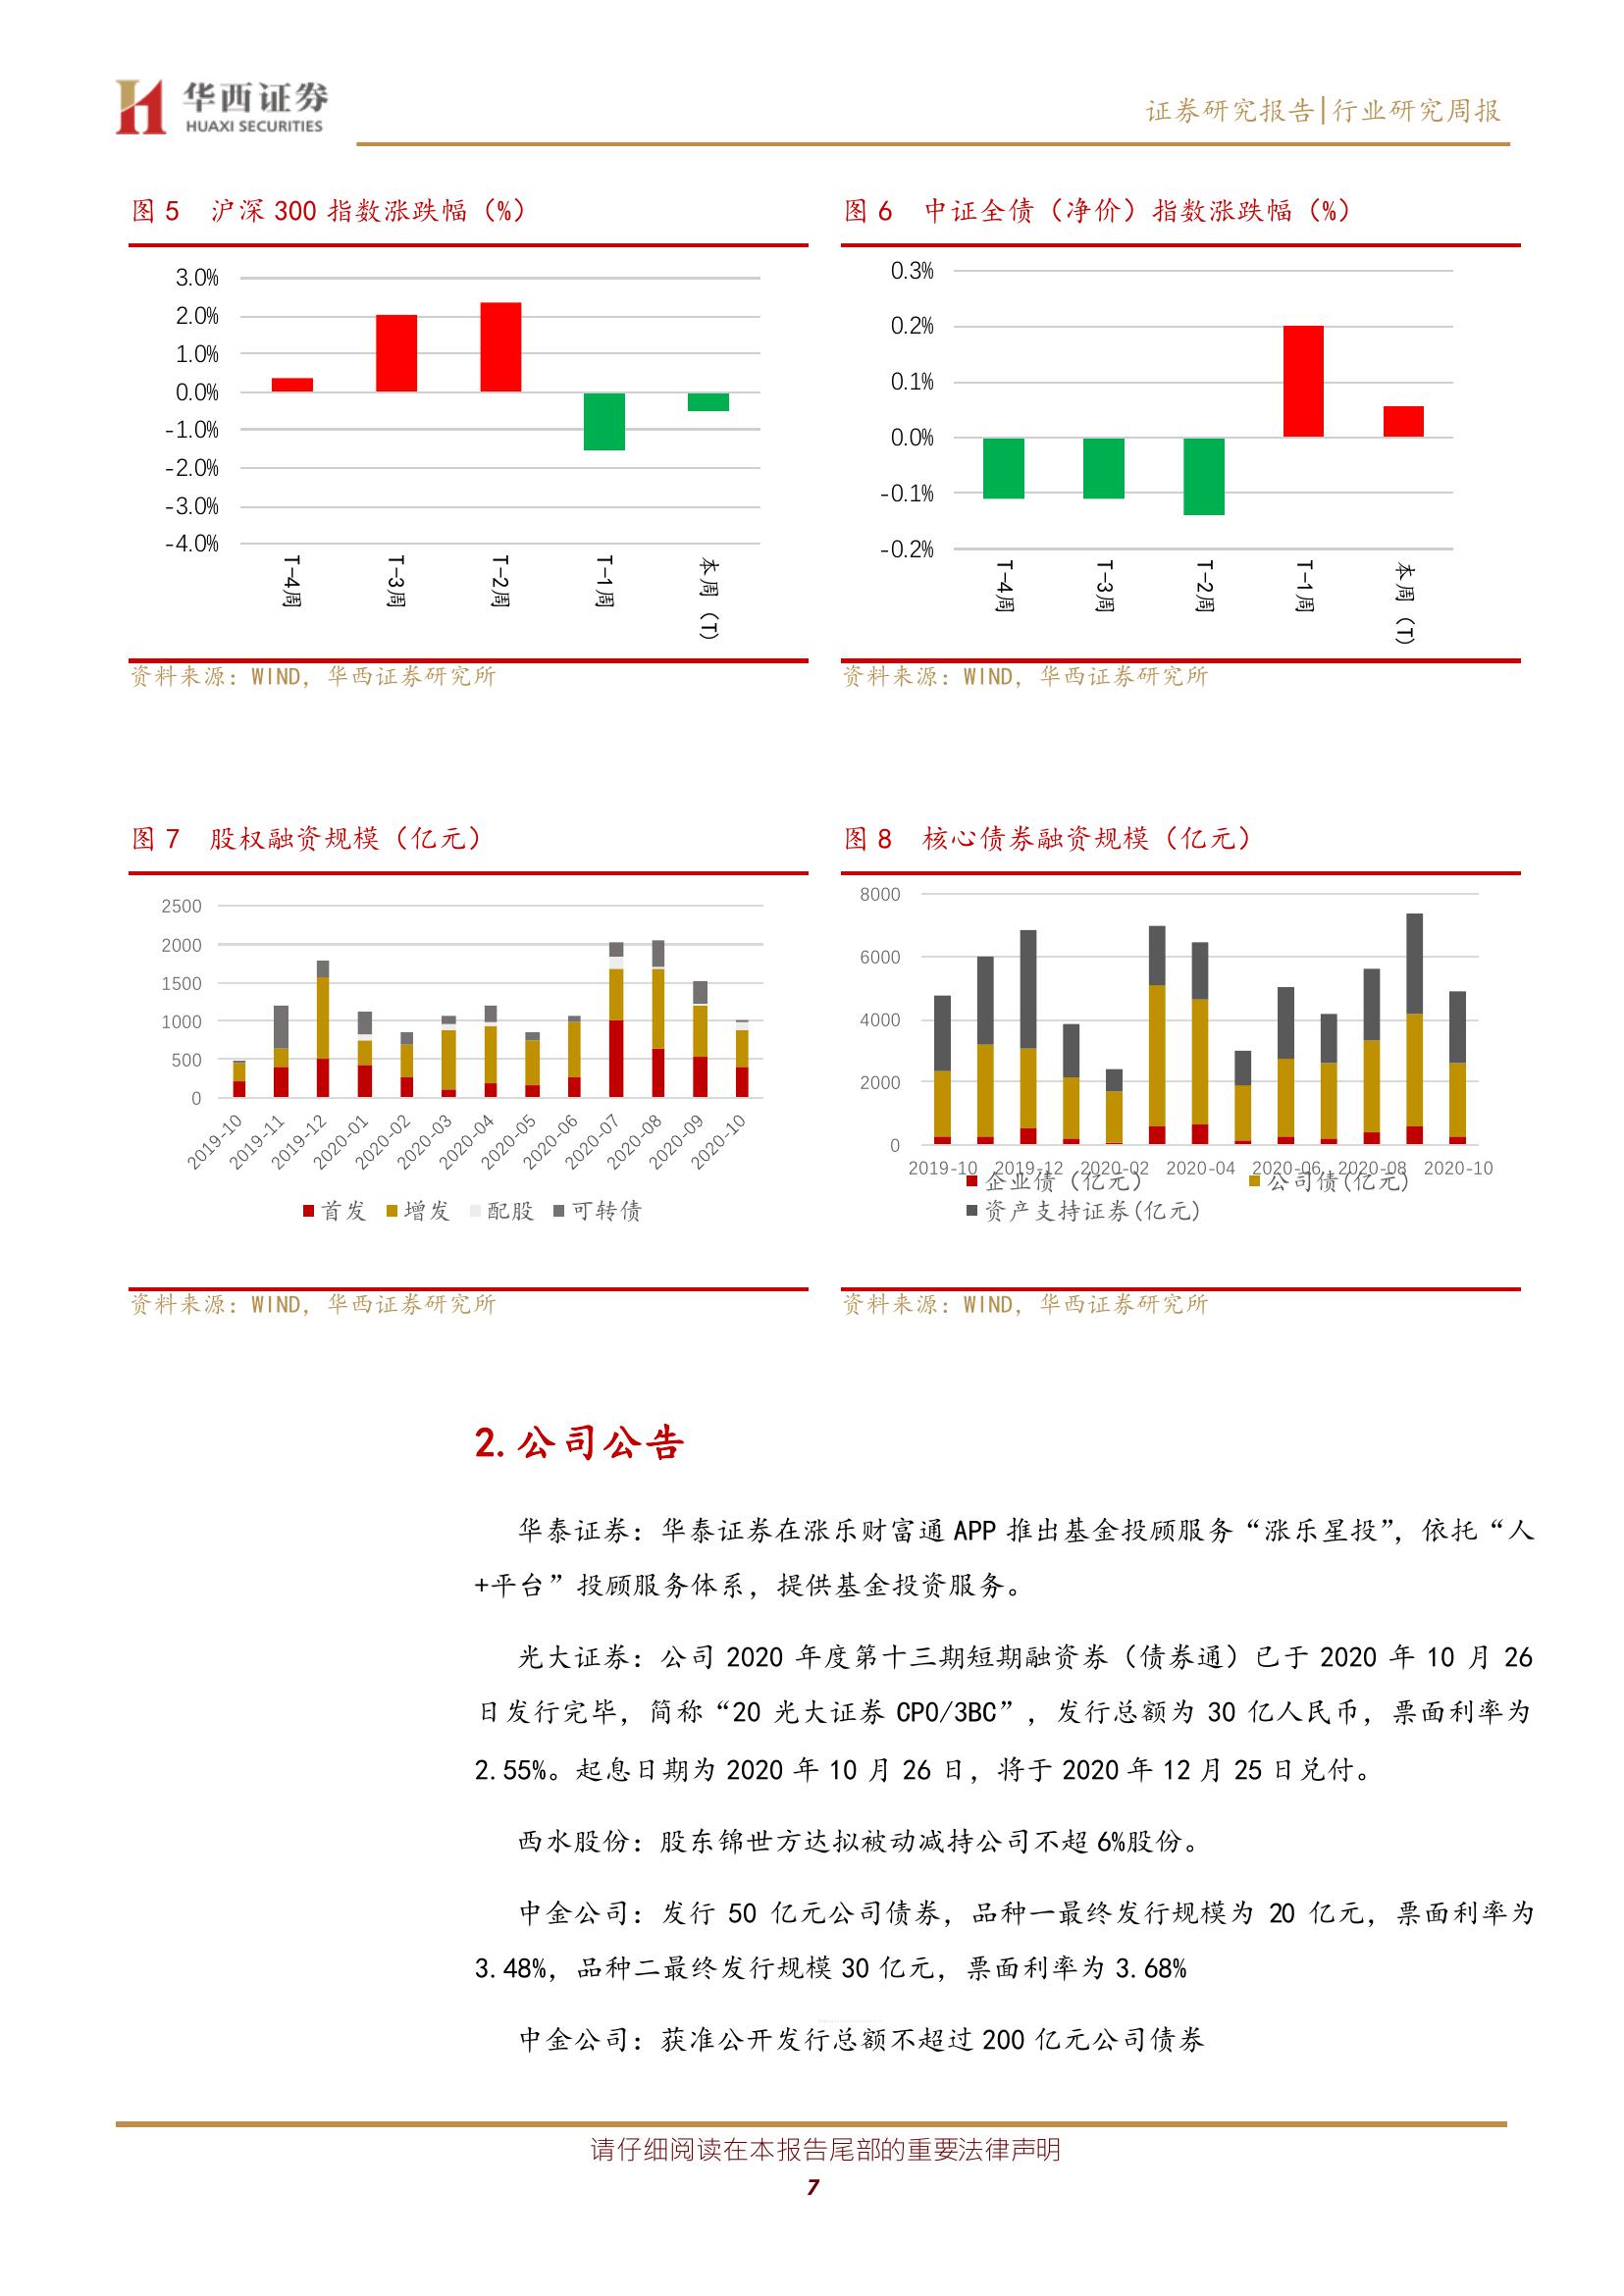 华西证券
HUAXI SECURITIES
证券研究报告|行业研究周报
图 5 沪深 300 指数涨跌幅（%）
3.0%
2.0%
1.0%
0.0%
-1.0%
-2.0%
-3.0%
-4.0%
T-4周
T-3周
T-2周
T-1周
本周（T）
资料来源：WIND，华西证券研究所
图 6 中证全债（净价）指数涨跌幅（%）
0.3%
0.2%
0.1%
0.0%
-0.1%
-0.2%
T-4周
T-3周
T-2周
T-1周
本周（T）
资料来源：WIND，华西证券研究所
图 7 股权融资规模（亿元）
2500
2000
1500
1000
500
0
2019-10
2019-11
2019-12
2020-01
2020-02
2020-03
2020-04
2020-05
2020-06
2020-07
2020-08
2020-09
2020-10
首发 增发 配股 可转债
资料来源：WIND，华西证券研究所
图 8 核心债券融资规模（亿元）
8000
6000
4000
2000
0
2019-10 2019-12 2020-02 2020-04 2020-06 2020-08 2020-10
企业债（亿元） 公司债(亿元)
资产支持证券(亿元)
资料来源：WIND，华西证券研究所
2.公司公告
华泰证券：华泰证券在涨乐财富通 APP 推出基金投顾服务“涨乐星投”，依托“人
+平台”投顾服务体系，提供基金投资服务。
光大证券：公司 2020 年度第十三期短期融资券（债券通）已于 2020 年 10 月 26
日发行完毕，简称“20 光大证券 CP0/3BC”，发行总额为 30 亿人民币，票面利率为
2.55%。起息日期为 2020 年 10 月 26 日，将于 2020 年 12 月 25 日兑付。
西水股份：股东锦世方达拟被动减持公司不超 6%股份。
中金公司：发行 50 亿元公司债券，品种一最终发行规模为 20 亿元，票面利率为
3.48%，品种二最终发行规模 30 亿元，票面利率为 3.68%
中金公司：获准公开发行总额不超过 200 亿元公司债券
请仔细阅读在本报告尾部的重要法律声明
7